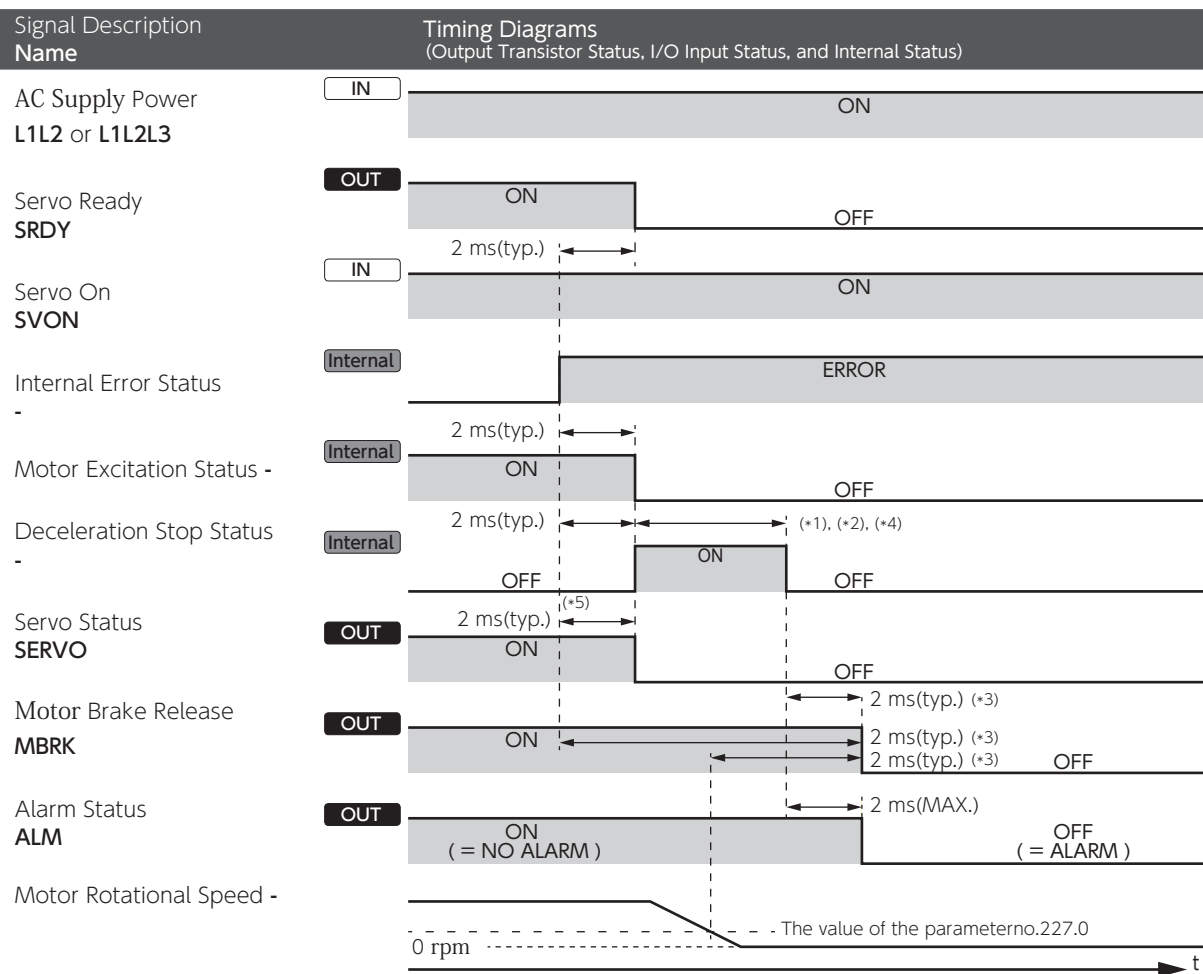 Signal Description
Name
Timing Diagrams
(Output Transistor Status, I/O Input Status, and Internal Status)
AC Supply Power
L1L2 or L1L2L3
IN
ON
Servo Ready
SRDY
OUT
ON
OFF
2 ms(typ.)
Servo On
SVON
IN
ON
Internal Error Status
-
Internal
ERROR
2 ms(typ.)
Motor Excitation Status -
Internal
ON
OFF
Deceleration Stop Status
-
Internal
2 ms(typ.)
(*1), (*2), (*4)
ON
OFF
OFF
Servo Status
SERVO
OUT
(*5)
2 ms(typ.)
ON
OFF
Motor Brake Release
MBRK
OUT
2 ms(typ.) (*3)
ON
2 ms(typ.) (*3)
2 ms(typ.) (*3)
OFF
Alarm Status
ALM
OUT
2 ms(MAX.)
ON
( = NO ALARM )
OFF
( = ALARM )
Motor Rotational Speed -
The value of the parameterno.227.0
0 rpm
t